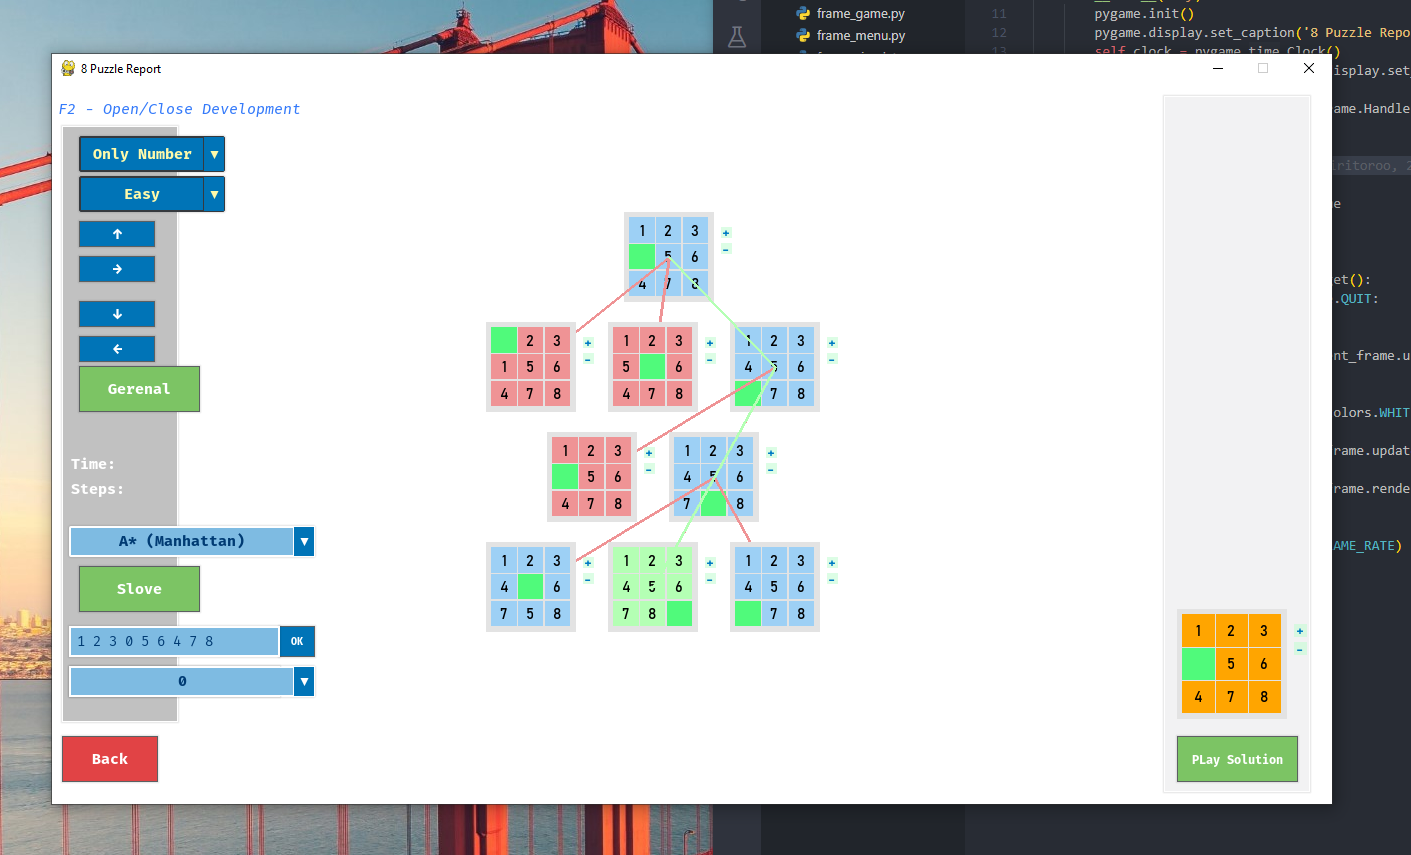 frame_game.py
frame_menu.py
11
12
13
pygame.init()
pygame.display.set_caption('8 Puzzle Repo
self.clock = pygame.time.Clock()
isplay.set_
ame.Handle
iritoroo, 2
e
et():
.QUIT:
nt_frame.u
olors.WHIT
rame.updat
rame.rende
AME_RATE)
8 Puzzle Report
F2 - Open/Close Development
Only Number ▼
Easy ▼
↑
→
↓
←
Gerenal
Time:
Steps:
A* (Manhattan) ▼
Slove
1 2 3 0 5 6 4 7 8 OK
0 ▼
Back
1 2 3 +
5 6 -
4 7 8
2 3 +
1 5 6 -
4 7 8
1 2 3 +
5 6 -
4 7 8
1 2 3 +
4 5 6 -
7 8
1 2 3 +
5 6 -
4 7 8
1 2 3 +
4 5 6 -
7 8
1 2 3 +
4 6 -
7 5 8
1 2 3 +
4 5 6 -
7 8
1 2 3 +
4 5 6 -
7 8
1 2 3 +
5 6 -
4 7 8
PLay Solution